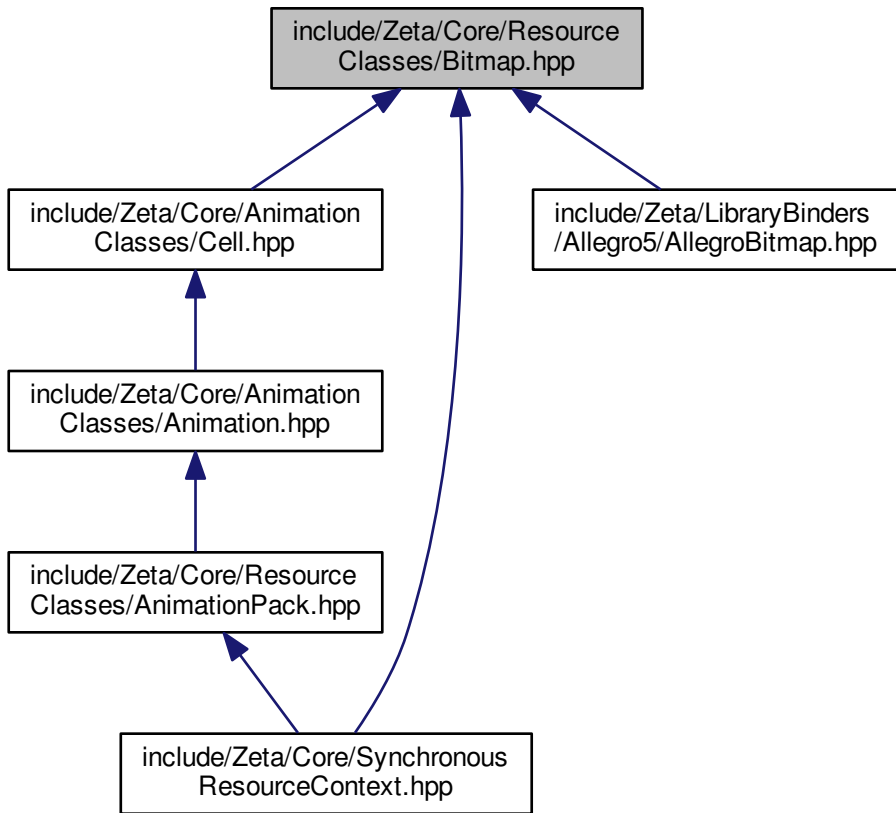 include/Zeta/Core/Resource
Classes/Bitmap.hpp
include/Zeta/Core/Animation
Classes/Cell.hpp
include/Zeta/LibraryBinders
/Allegro5/AllegroBitmap.hpp
include/Zeta/Core/Animation
Classes/Animation.hpp
include/Zeta/Core/Resource
Classes/AnimationPack.hpp
include/Zeta/Core/Synchronous
ResourceContext.hpp